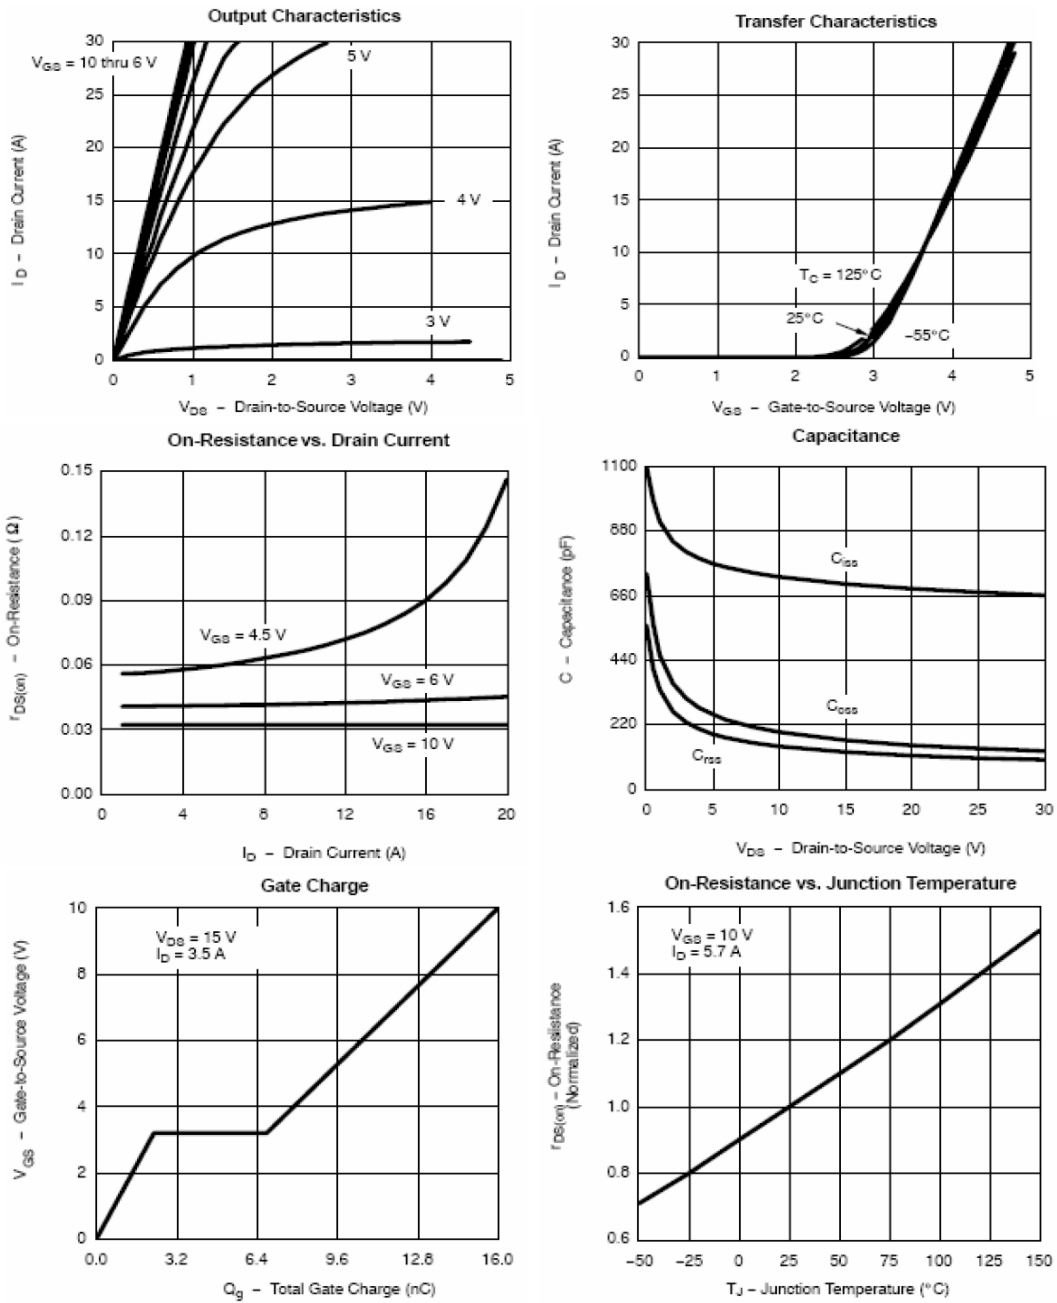 Output Characteristics
30
25
20
15
10
5
0
0
1
2
3
4
5
VGS = 10 thru 6 V
5 V
4 V
3 V
ID – Drain Current (A)
VDS – Drain-to-Source Voltage (V)
Transfer Characteristics
30
25
20
15
10
5
0
0
1
2
3
4
5
TC = 125°C
25°C
–55°C
ID – Drain Current (A)
VGS – Gate-to-Source Voltage (V)
On-Resistance vs. Drain Current
0.15
0.12
0.09
0.06
0.03
0.00
0
4
8
12
16
20
VGS = 4.5 V
VGS = 6 V
VGS = 10 V
rDS(on) – On-Resistance (Ω)
ID – Drain Current (A)
Capacitance
1100
880
660
440
220
0
0
5
10
15
20
25
30
Ciss
Coss
Crss
C – Capacitance (pF)
VDS – Drain-to-Source Voltage (V)
Gate Charge
10
8
6
4
2
0
0.0
3.2
6.4
9.6
12.8
16.0
VDS = 15 V
ID = 3.5 A
VGS – Gate-to-Source Voltage (V)
Qg – Total Gate Charge (nC)
On-Resistance vs. Junction Temperature
1.6
1.4
1.2
1.0
0.8
0.6
–50
–25
0
25
50
75
100
125
150
VGS = 10 V
ID = 5.7 A
rDS(on) – On-Resiistance
(Normalized)
TJ – Junction Temperature (°C)